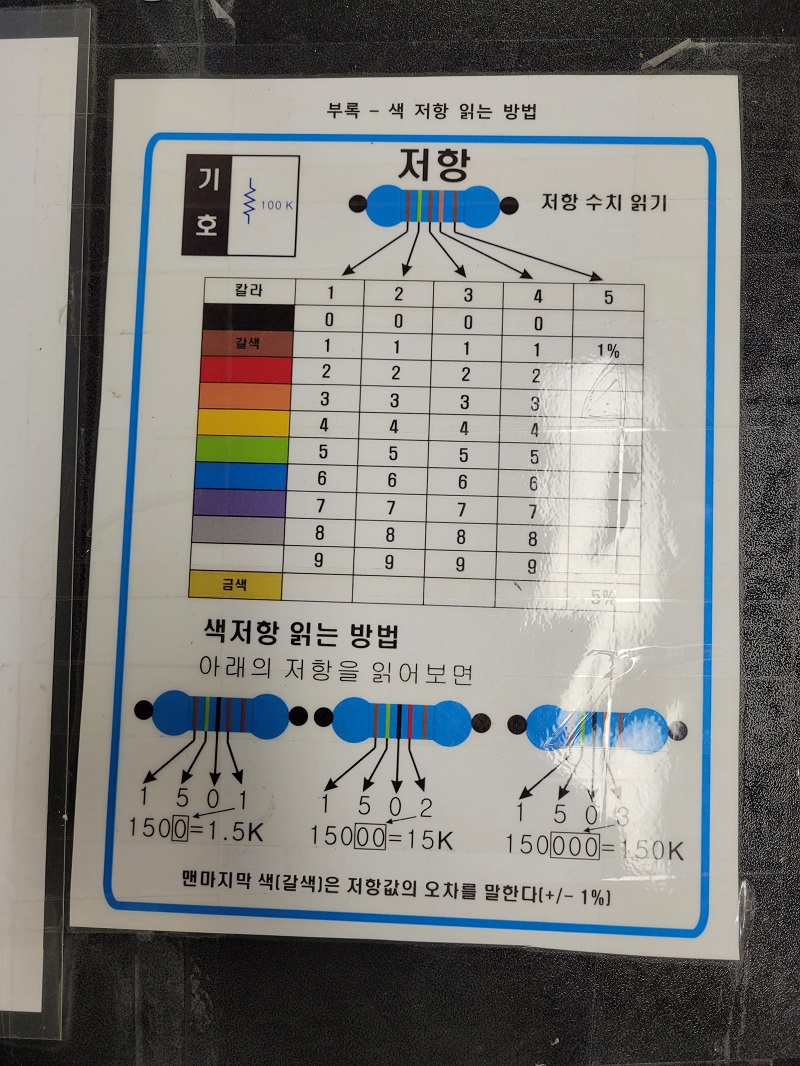 부록 - 색 저항 읽는 방법
기호
100 K
저항
저항 수치 읽기
칼라 1 2 3 4 5
0 0 0 0
갈색 1 1 1 1 1%
2 2 2 2
3 3 3 3
4 4 4 4
5 5 5 5
6 6 6 6
7 7 7 7
8 8 8 8
9 9 9 9
금색 5%
색저항 읽는 방법
아래의 저항을 읽어보면
1 5 0 1
1500=1.5K
1 5 0 2
15000=15K
1 5 0 3
150000=150K
맨마지막 색(갈색)은 저항값의 오차를 말한다(+/- 1%)